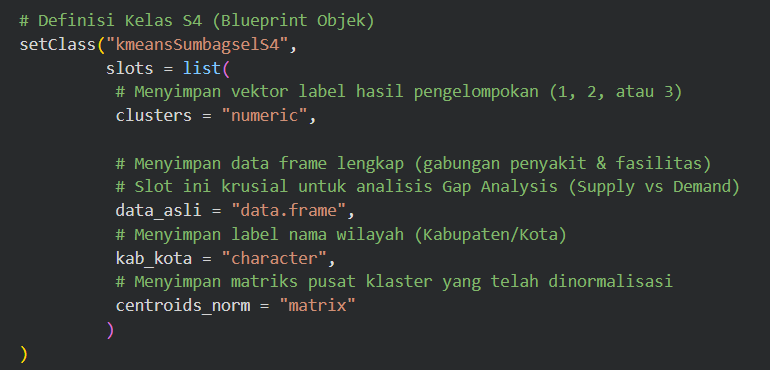 # Definisi Kelas S4 (Blueprint Objek)
setClass("kmeansSumbagselS4",
         slots = list(
          # Menyimpan vektor label hasil pengelompokan (1, 2, atau 3)
          clusters = "numeric",

          # Menyimpan data frame lengkap (gabungan penyakit & fasilitas)
          # Slot ini krusial untuk analisis Gap Analysis (Supply vs Demand)
          data_asli = "data.frame",
          # Menyimpan label nama wilayah (Kabupaten/Kota)
          kab_kota = "character",
          # Menyimpan matriks pusat klaster yang telah dinormalisasi
          centroids_norm = "matrix"
         )
)